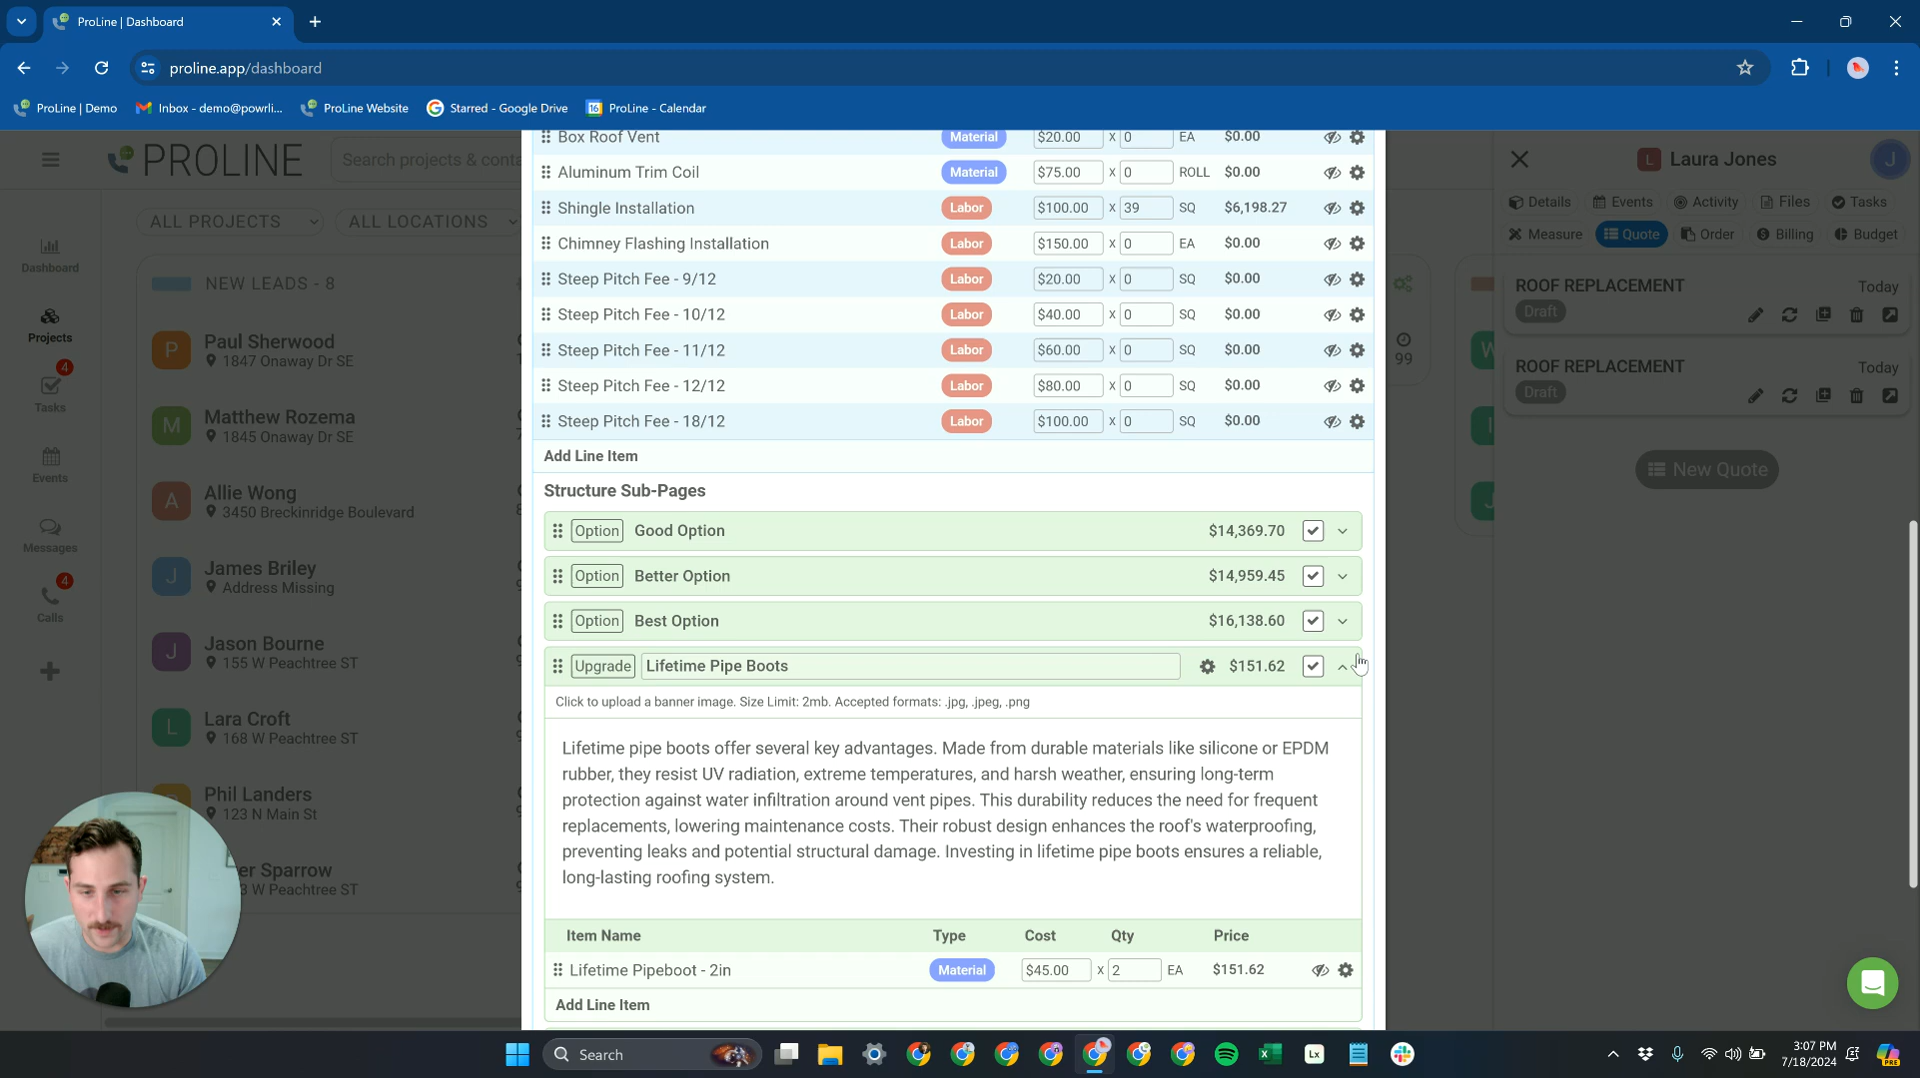 ProLine | Dashboard
proline.app/dashboard
ProLine | Demo
Inbox - demo@powrli...
ProLine Website
Starred - Google Drive
16
ProLine - Calendar
PROLINE
Search projects & conta
ALL PROJECTS
ALL LOCATIONS
Dashboard
Projects
4
Tasks
Events
Messages
4
Calls
NEW LEADS - 8
P
Paul Sherwood
1847 Onaway Dr SE
M
Matthew Rozema
1845 Onaway Dr SE
A
Allie Wong
3450 Breckinridge Boulevard
J
James Briley
Address Missing
J
Jason Bourne
155 W Peachtree ST
L
Lara Croft
168 W Peachtree ST
Phil Landers
123 N Main St
er Sparrow
3 W Peachtree ST
Box Roof Vent Material $20.00 x 0 EA $0.00
Aluminum Trim Coil Material $75.00 x 0 ROLL $0.00
Shingle Installation Labor $100.00 x 39 SQ $6,198.27
Chimney Flashing Installation Labor $150.00 x 0 EA $0.00
Steep Pitch Fee - 9/12 Labor $20.00 x 0 SQ $0.00
Steep Pitch Fee - 10/12 Labor $40.00 x 0 SQ $0.00
Steep Pitch Fee - 11/12 Labor $60.00 x 0 SQ $0.00
Steep Pitch Fee - 12/12 Labor $80.00 x 0 SQ $0.00
Steep Pitch Fee - 18/12 Labor $100.00 x 0 SQ $0.00
Add Line Item
Structure Sub-Pages
Option Good Option $14,369.70
Option Better Option $14,959.45
Option Best Option $16,138.60
Upgrade Lifetime Pipe Boots $151.62
Click to upload a banner image. Size Limit: 2mb. Accepted formats: .jpg, .jpeg, .png
Lifetime pipe boots offer several key advantages. Made from durable materials like silicone or EPDM
rubber, they resist UV radiation, extreme temperatures, and harsh weather, ensuring long-term
protection against water infiltration around vent pipes. This durability reduces the need for frequent
replacements, lowering maintenance costs. Their robust design enhances the roof's waterproofing,
preventing leaks and potential structural damage. Investing in lifetime pipe boots ensures a reliable,
long-lasting roofing system.
Item Name Type Cost Qty Price
Lifetime Pipeboot - 2in Material $45.00 x 2 EA $151.62
Add Line Item
99
W
L
Laura Jones
J
Details
Events
Activity
Files
Tasks
Measure
Quote
Order
Billing
Budget
ROOF REPLACEMENT
Today
Draft
ROOF REPLACEMENT
Today
Draft
New Quote
Search
Lx
3:07 PM
7/18/2024
PRE